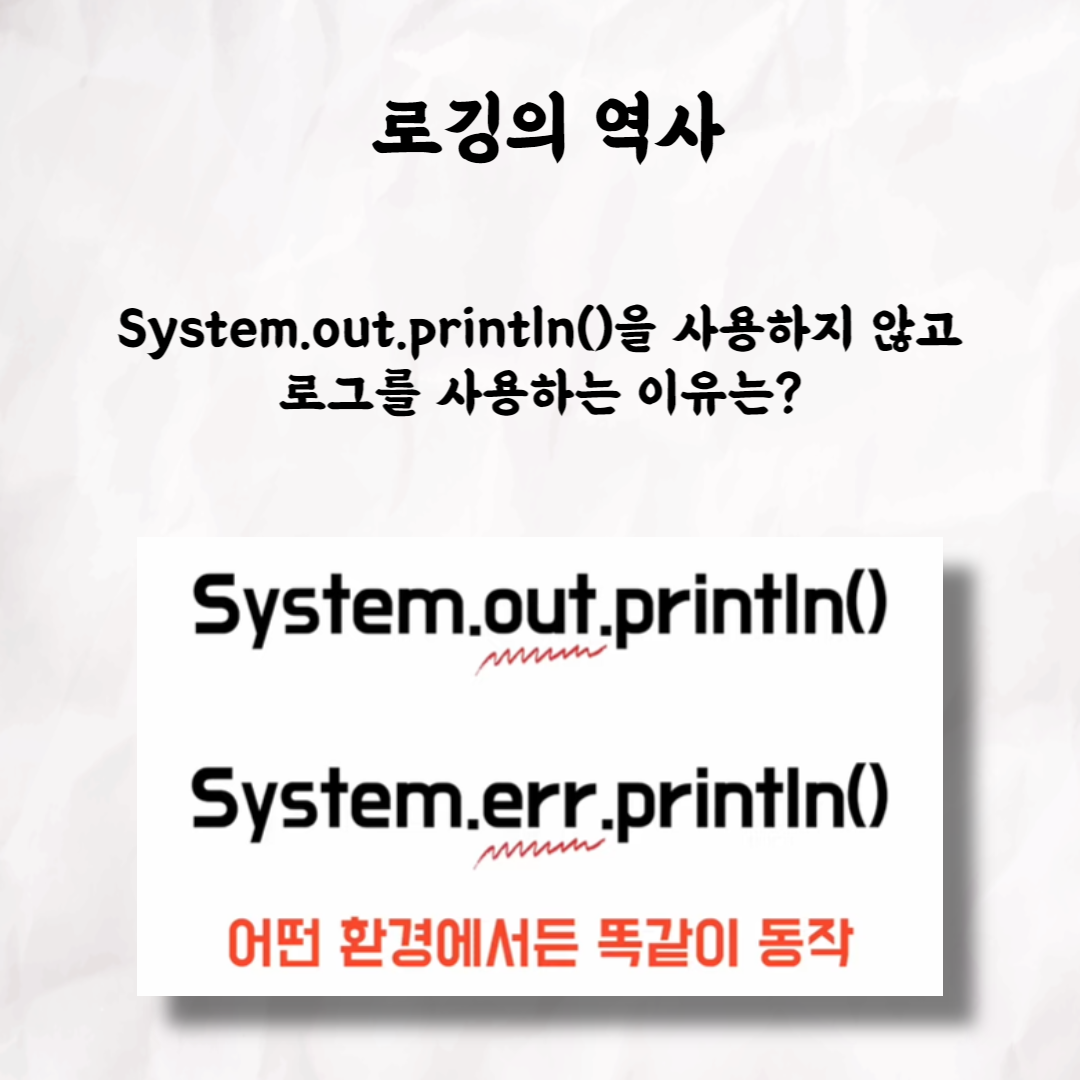 로깅의 역사
System.out.println()을 사용하지 않고
로그를 사용하는 이유는?
System.out.println()
System.err.println()
어떤 환경에서든 똑같이 동작